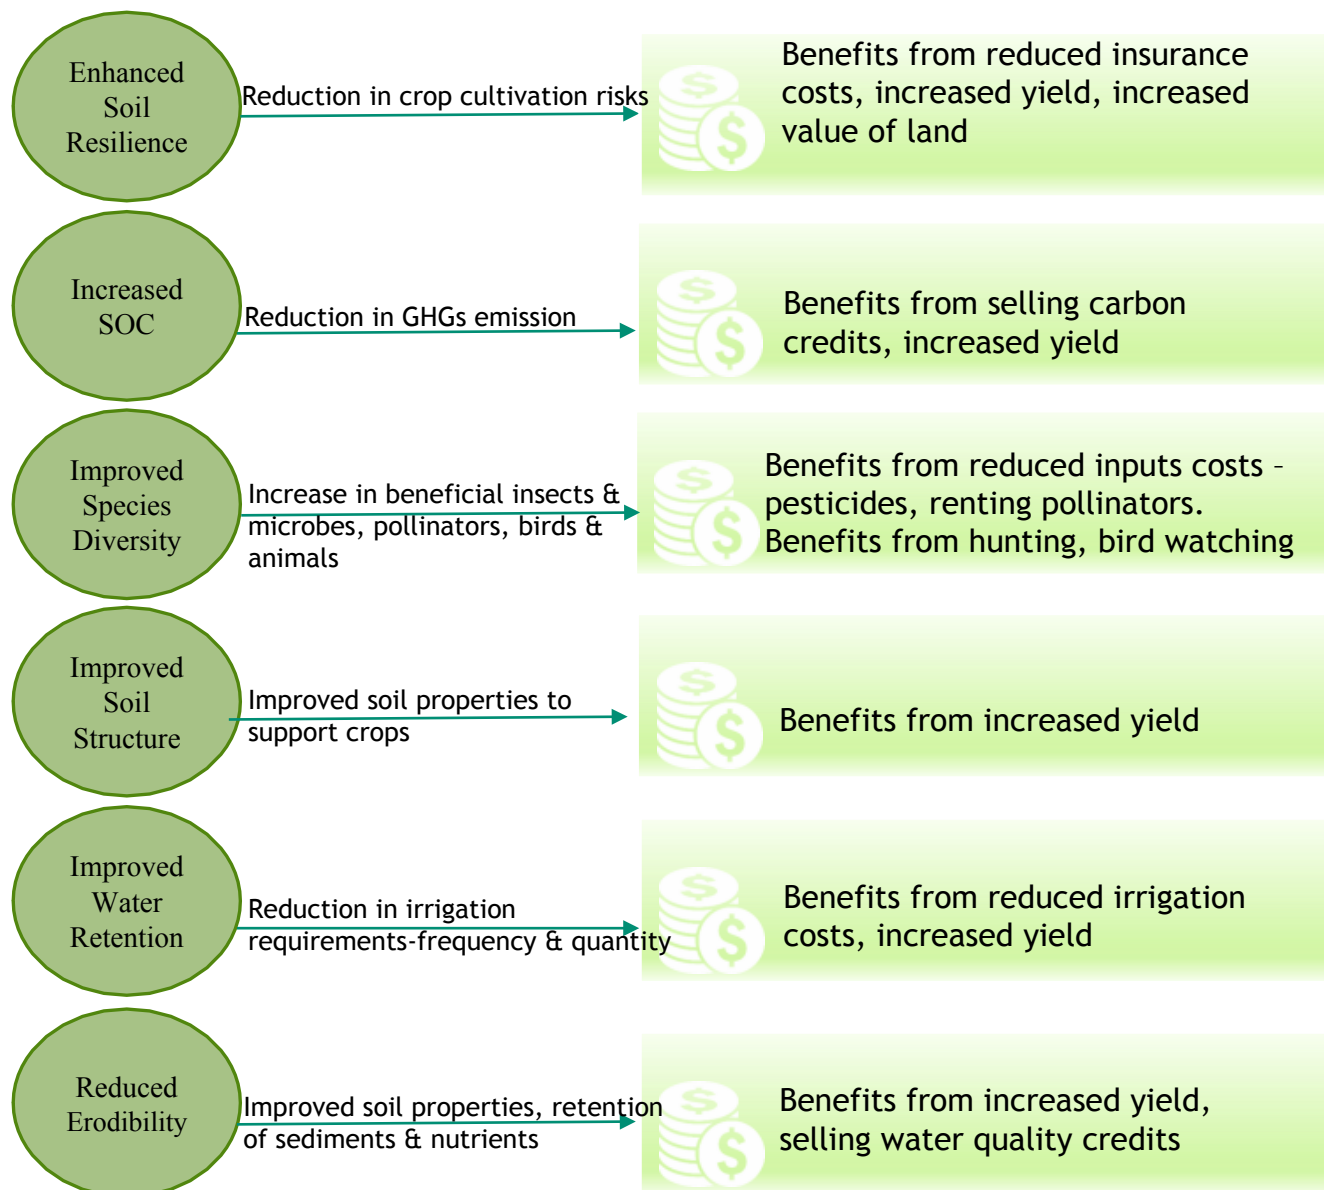 Enhanced
Soil
Resilience
Reduction in crop cultivation risks
Benefits from reduced insurance
costs, increased yield, increased
value of land
Increased
SOC
Reduction in GHGs emission
Benefits from selling carbon
credits, increased yield
Improved
Species
Diversity
Increase in beneficial insects &
microbes, pollinators, birds &
animals
Benefits from reduced inputs costs –
pesticides, renting pollinators.
Benefits from hunting, bird watching
Improved
Soil
Structure
Improved soil properties to
support crops
Benefits from increased yield
Improved
Water
Retention
Reduction in irrigation
requirements-frequency & quantity
Benefits from reduced irrigation
costs, increased yield
Reduced
Erodibility
Improved soil properties, retention
of sediments & nutrients
Benefits from increased yield,
selling water quality credits